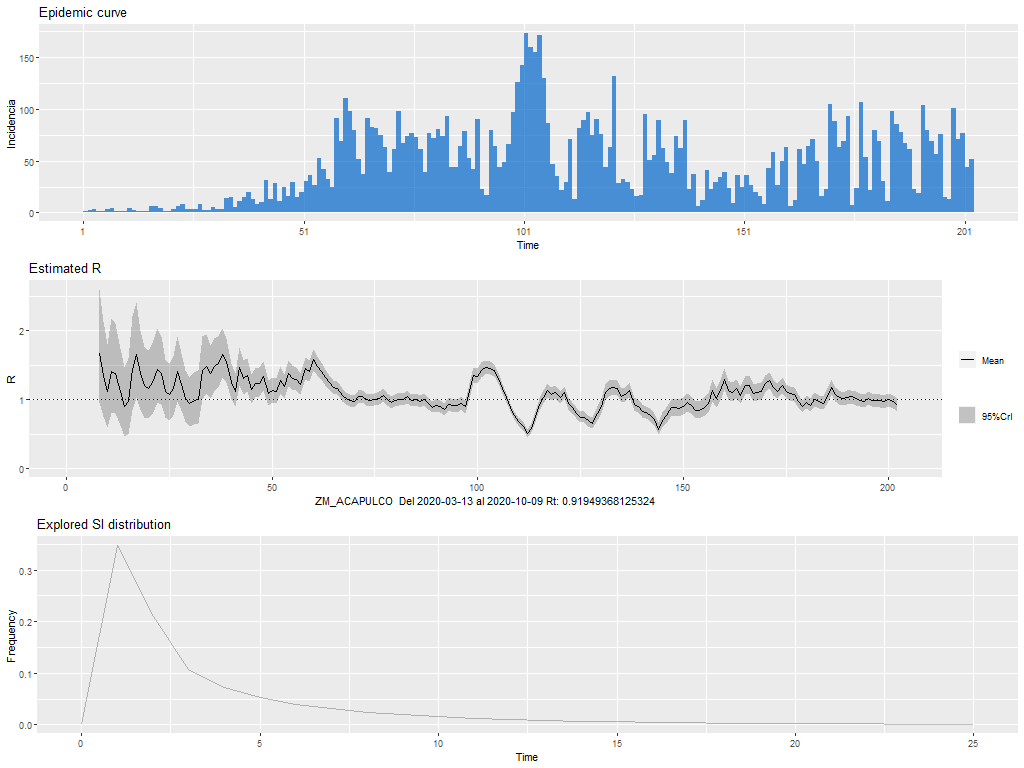 Epidemic curve
150
100
50
0
Incidencia
1 51 101 151 201
Time
Estimated R
2
1
0
R
Mean
95%CrI
0 50 100 150 200
ZM_ACAPULCO Del 2020-03-13 al 2020-10-09 Rt: 0.91949368125324
Explored SI distribution
0.3
0.2
0.1
0.0
Frequency
0 5 10 15 20 25
Time